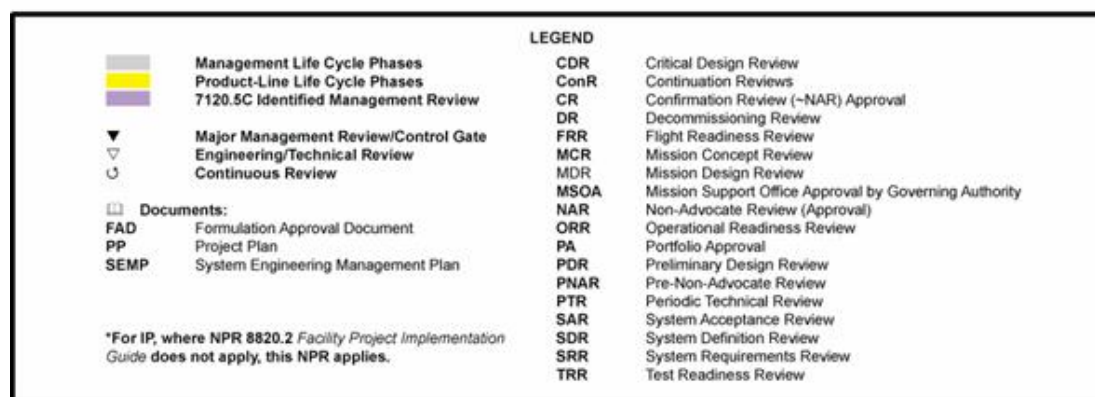 LEGEND
Management Life Cycle Phases
Product-Line Life Cycle Phases
7120.5C Identified Management Review
▼ Major Management Review/Control Gate
▽ Engineering/Technical Review
↺ Continuous Review
Documents:
FAD Formulation Approval Document
PP Project Plan
SEMP System Engineering Management Plan
*For IP, where NPR 8820.2 Facility Project Implementation
Guide does not apply, this NPR applies.
CDR Critical Design Review
ConR Continuation Reviews
CR Confirmation Review (~NAR) Approval
DR Decommissioning Review
FRR Flight Readiness Review
MCR Mission Concept Review
MDR Mission Design Review
MSOA Mission Support Office Approval by Governing Authority
NAR Non-Advocate Review (Approval)
ORR Operational Readiness Review
PA Portfolio Approval
PDR Preliminary Design Review
PNAR Pre-Non-Advocate Review
PTR Periodic Technical Review
SAR System Acceptance Review
SDR System Definition Review
SRR System Requirements Review
TRR Test Readiness Review